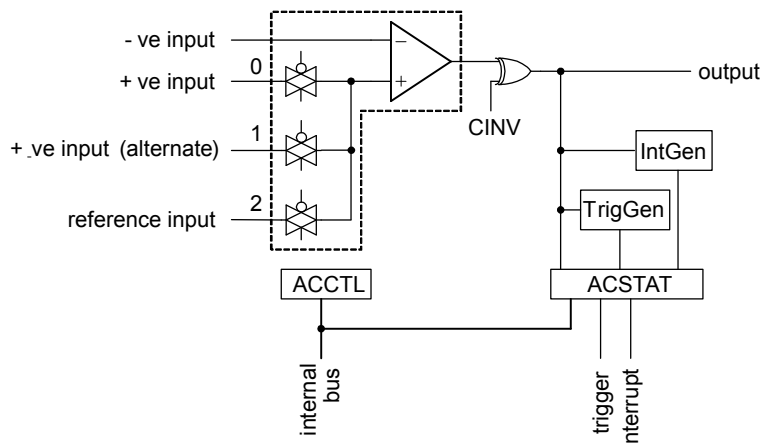 - ve input
0
+ ve input
−
+
output
CINV
1
+ ve input (alternate)
IntGen
2
reference input
TrigGen
ACCTL
ACSTAT
internal
bus
trigger
nterrupt